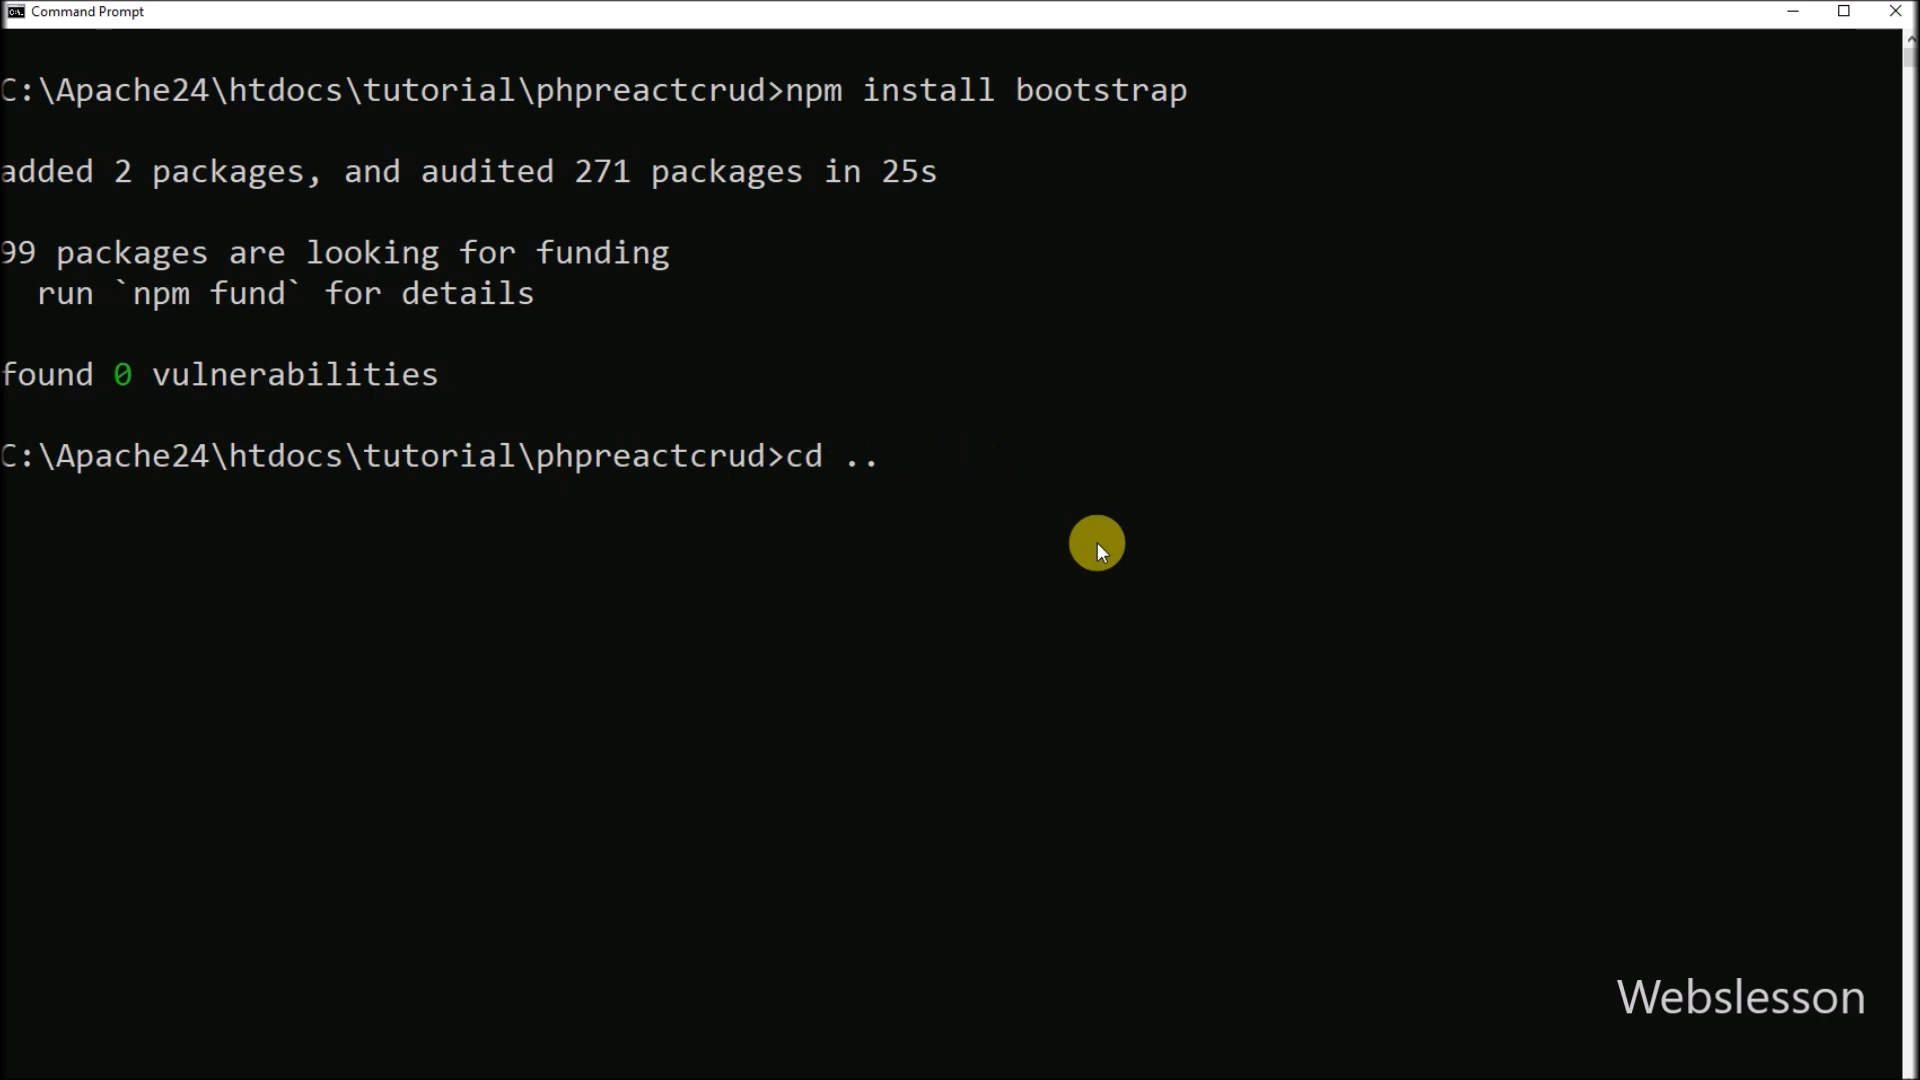 Command Prompt
C:\Apache24\htdocs\tutorial\phpreactcrud>npm install bootstrap
added 2 packages, and audited 271 packages in 25s
99 packages are looking for funding
run `npm fund` for details
found 0 vulnerabilities
C:\Apache24\htdocs\tutorial\phpreactcrud>cd ..
Webslesson